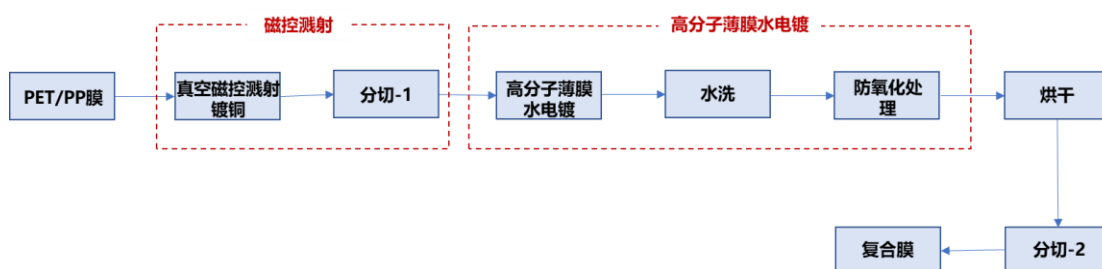 磁控溅射
高分子薄膜水电镀
PET/PP膜
真空磁控溅射
镀铜
分切-1
高分子薄膜
水电镀
水洗
防氧化处
理
烘干
复合膜
分切-2